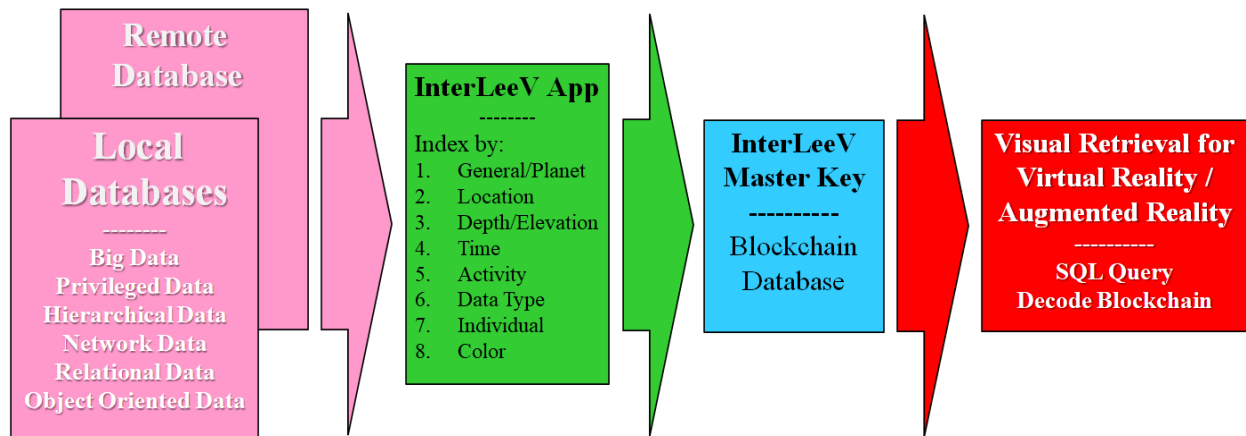 Remote
Database
Local
Databases
--------
Big Data
Privileged Data
Hierarchical Data
Network Data
Relational Data
Object Oriented Data
InterLeeV App
--------
Index by:
1. General/Planet
2. Location
3. Depth/Elevation
4. Time
5. Activity
6. Data Type
7. Individual
8. Color
InterLeeV
Master Key
----------
Blockchain
Database
Visual Retrieval for
Virtual Reality /
Augmented Reality
----------
SQL Query
Decode Blockchain